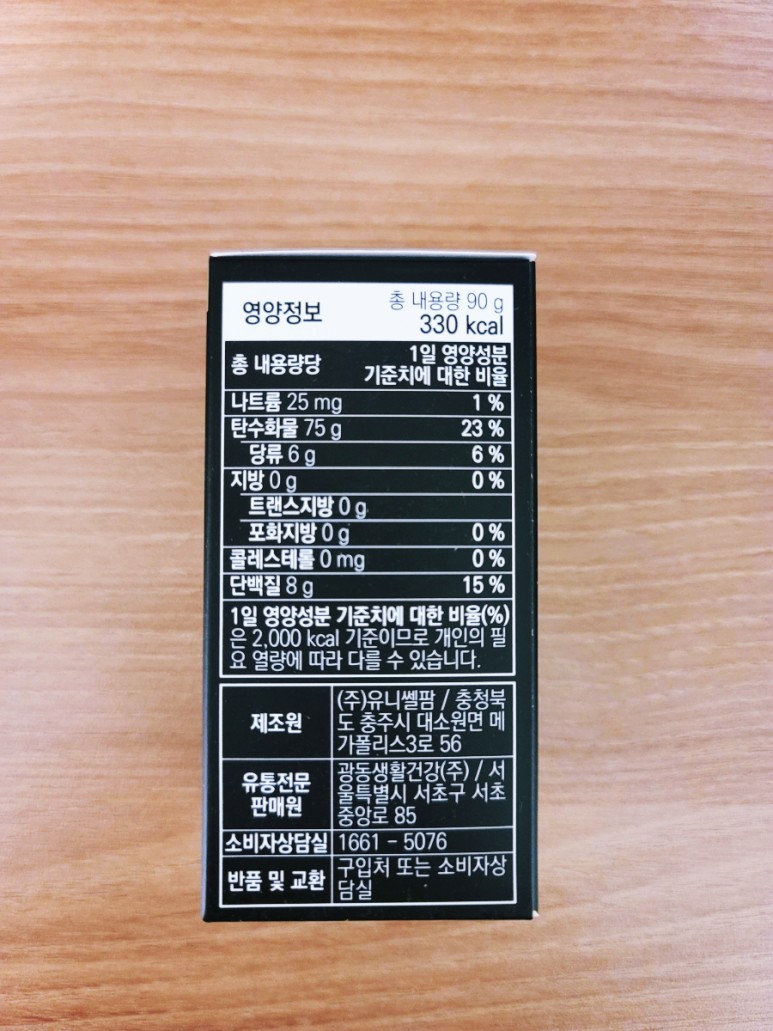 영양정보
총 내용량 90 g
330 kcal
총 내용량당
1일 영양성분
기준치에 대한 비율
나트륨 25 mg 1 %
탄수화물 75 g 23 %
당류 6 g 6 %
지방 0 g 0 %
트랜스지방 0 g
포화지방 0 g 0 %
콜레스테롤 0 mg 0 %
단백질 8 g 15 %
1일 영양성분 기준치에 대한 비율(%)
은 2,000 kcal 기준이므로 개인의 필
요 열량에 따라 다를 수 있습니다.
제조원
(주)유니쎌팜 / 충청북
도 충주시 대소원면 메
가폴리스3로 56
유통전문
판매원
광동생활건강(주) / 서
울특별시 서초구 서초
중앙로 85
소비자상담실 1661 - 5076
반품 및 교환
구입처 또는 소비자상
담실